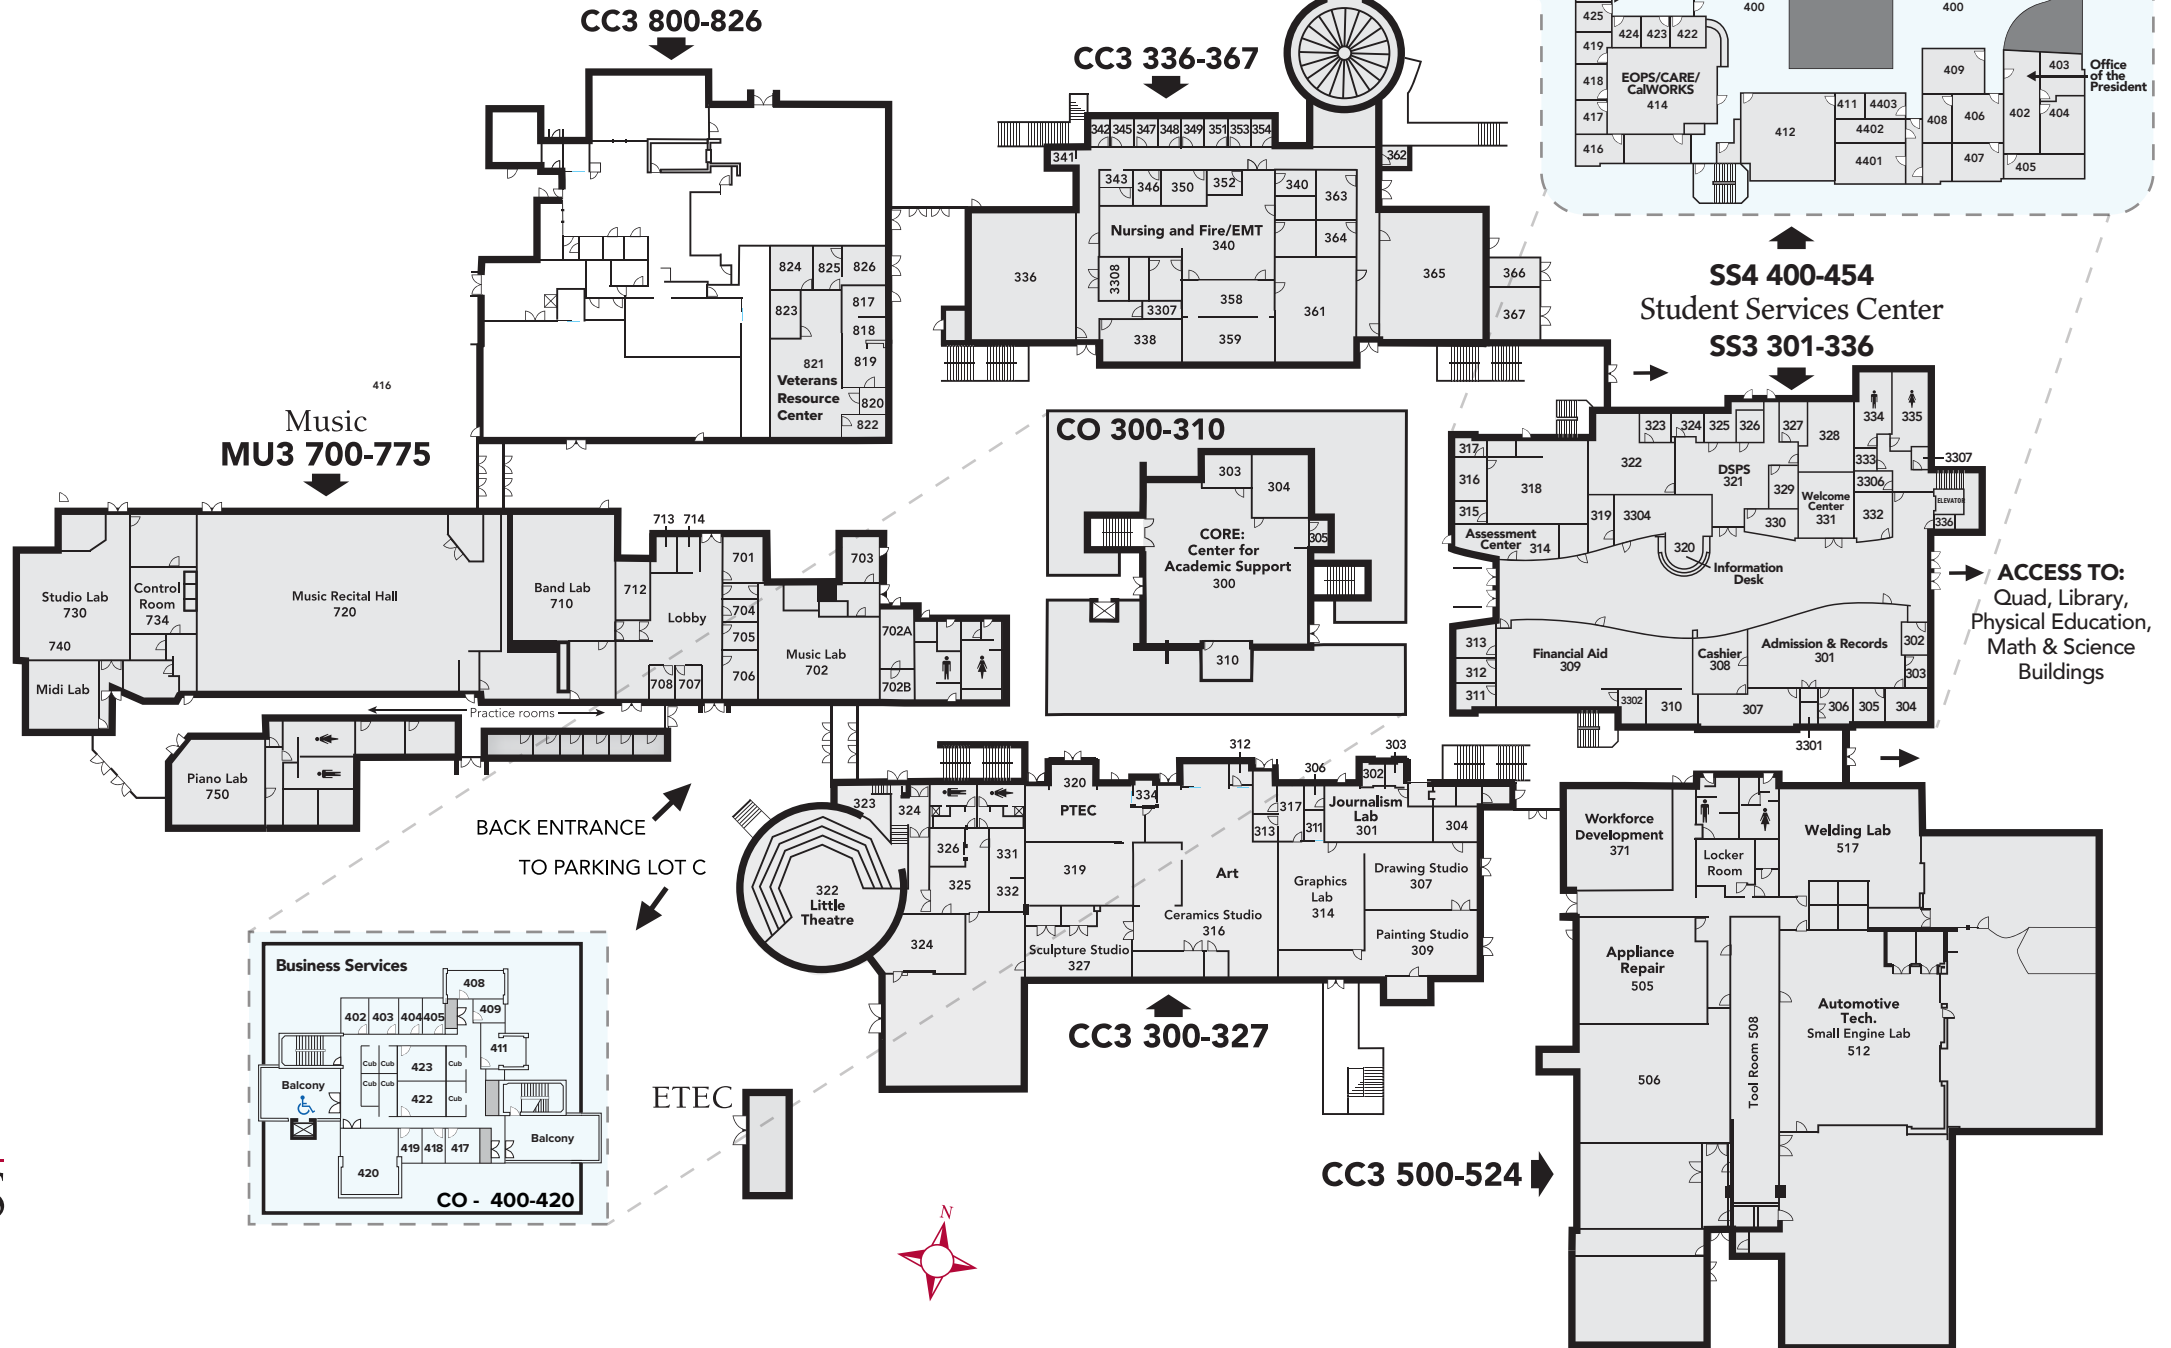 CC3 800-826
824
825
826
823
817
818
821
819
Veterans
Resource
Center
820
822
416
CC3 336-367
342
345
347
348
349
351
353
354
341
362
343
346
350
352
340
363
Nursing and Fire/EMT
340
364
336
3308
358
3307
361
338
359
365
366
367
400
400
425
424
423
422
419
418
EOPS/CARE/
CalWORKS
414
417
416
411
4403
412
4402
4401
409
408
406
407
403
402
404
405
Office
of the
President
SS4 400-454
Student Services Center
SS3 301-336
323
324
325
326
327
328
334
335
317
316
318
322
DSPS
321
329
333
3307
3306
315
319
3304
Welcome
Center
331
332
ELEVATOR
336
330
Assessment
Center
314
320
Information
Desk
313
312
311
Financial Aid
309
Cashier
308
Admission & Records
301
302
303
3302
310
307
306
305
304
3301
ACCESS TO:
Quad, Library,
Physical Education,
Math & Science
Buildings
CO 300-310
303
304
305
CORE:
Center for
Academic Support
300
310
Music
MU3 700-775
Studio Lab
730
740
Control
Room
734
Music Recital Hall
720
Band Lab
710
712
713
714
Lobby
701
703
704
705
706
708
707
Music Lab
702
702A
702B
Midi Lab
Practice rooms
Piano Lab
750
BACK ENTRANCE
TO PARKING LOT C
Business Services
408
409
402
403
404
405
411
Cub
Cub
423
Cub
Cub
Cub
422
Cub
Balcony
419
418
417
Balcony
420
CO - 400-420
ETEC
N
323
324
320
PTEC
334
312
306
302
303
317
313
311
Journalism
Lab
301
304
326
331
325
332
319
322
Little
Theatre
Art
Ceramics Studio
316
Graphics
Lab
314
Drawing Studio
307
Painting Studio
309
324
Sculpture Studio
327
CC3 300-327
Workforce
Development
371
Locker
Room
Welding Lab
517
Appliance
Repair
505
506
Tool Room 508
Automotive
Tech.
Small Engine Lab
512
CC3 500-524